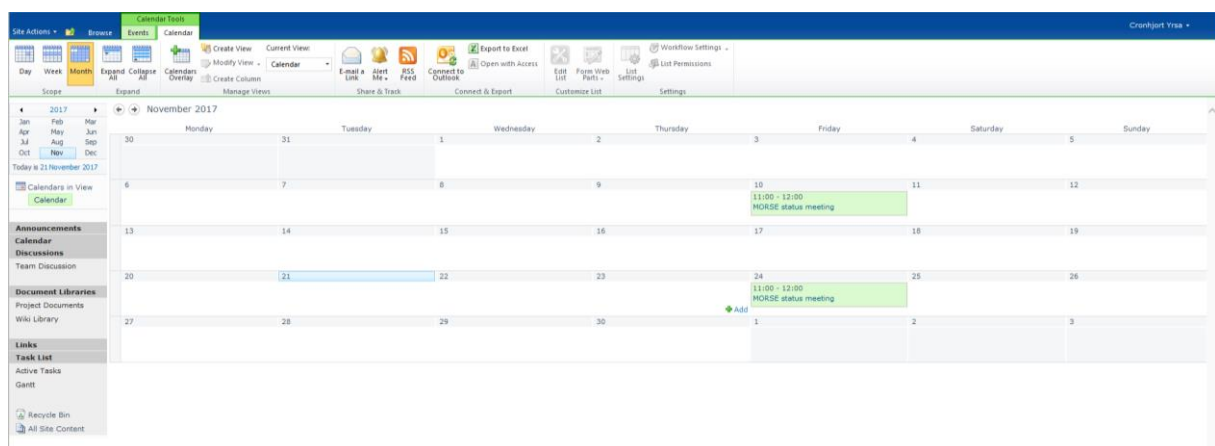 Calendar Tools
Cronhjort Yrsa
Site Actions Browse Events Calendar
Day Week Month
Scope
Expand All Collapse All
Expand
Calendars Overlay
Create View
Modify View
Create Column
Current View:
Calendar
Manage Views
E-mail a Link Alert Me RSS Feed
Share & Track
Connect to Outlook
Export to Excel
Open with Access
Connect & Export
Edit List Form Web Parts
Customize List
List Settings
Workflow Settings
List Permissions
Settings
2017
Jan Feb Mar
Apr May Jun
Jul Aug Sep
Oct Nov Dec
Today is 21 November 2017
Calendars in View
Calendar
Announcements
Calendar
Discussions
Team Discussion
Document Libraries
Project Documents
Wiki Library
Links
Task List
Active Tasks
Gantt
Recycle Bin
All Site Content
November 2017
Monday Tuesday Wednesday Thursday Friday Saturday Sunday
30 31 1 2 3 4 5
6 7 8 9 10 11 12
11:00 - 12:00
MORSE status meeting
13 14 15 16 17 18 19
20 21 22 23 24 25 26
11:00 - 12:00
MORSE status meeting
Add
27 28 29 30 1 2 3